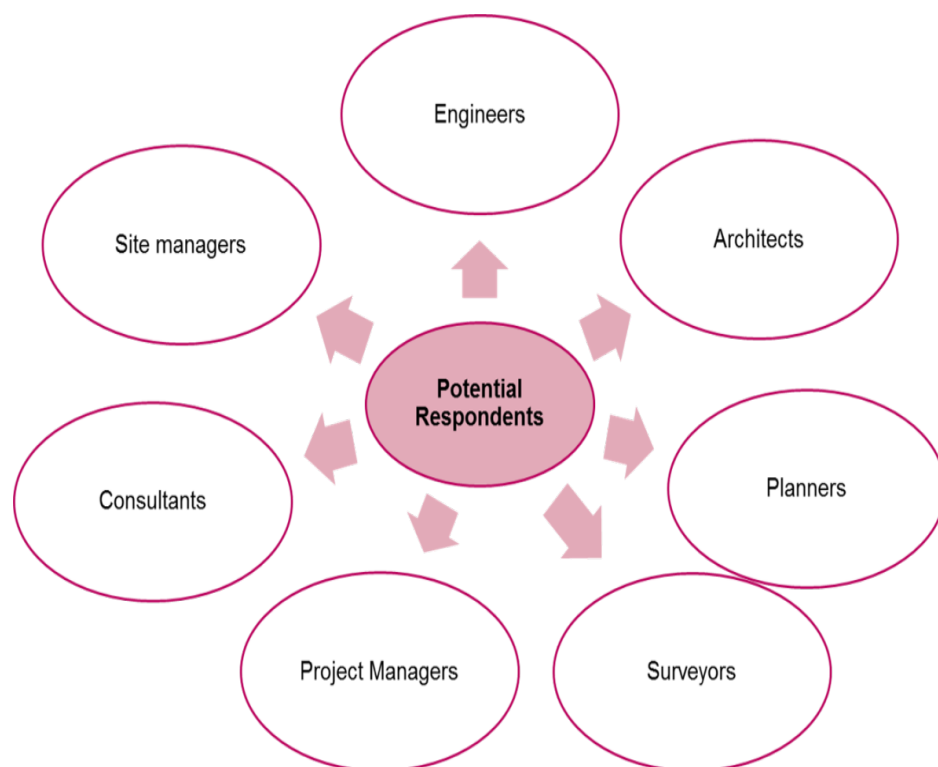 Engineers
Site managers
Architects
Potential
Respondents
Consultants
Planners
Project Managers
Surveyors